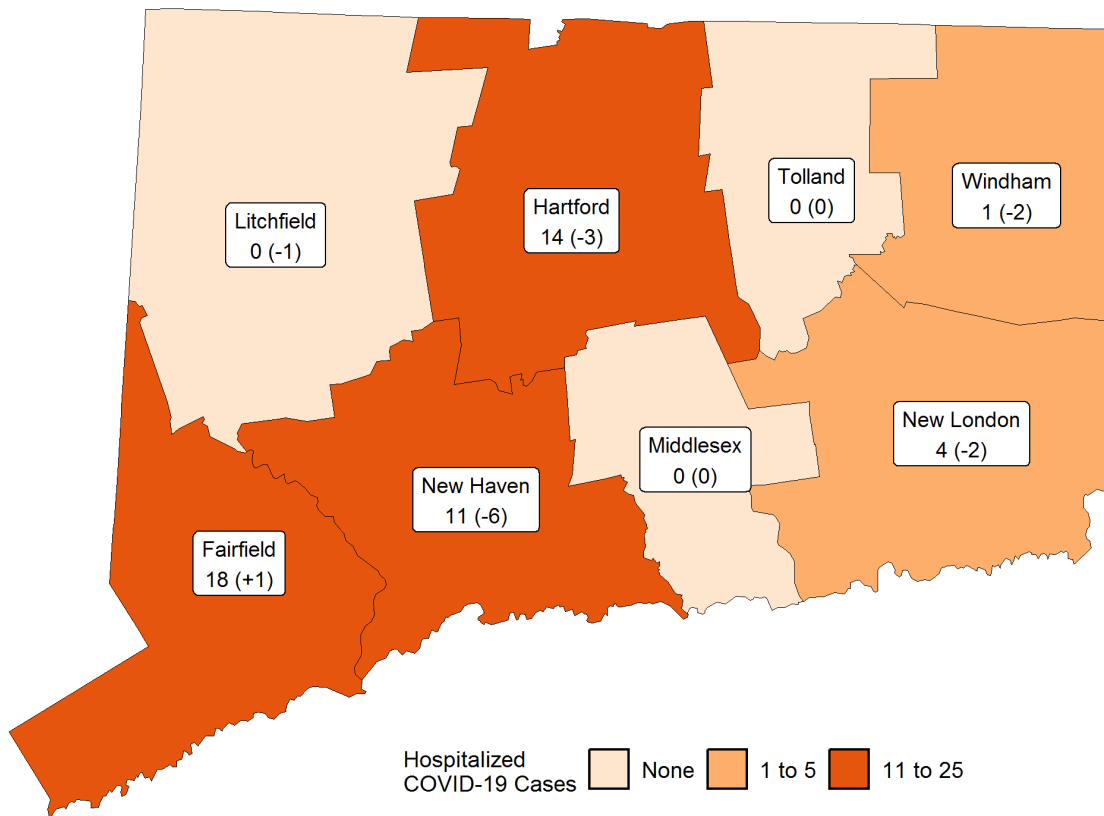 Litchfield
0 (-1)
Hartford
14 (-3)
Tolland
0 (0)
Windham
1 (-2)
Fairfield
18 (+1)
New Haven
11 (-6)
Middlesex
0 (0)
New London
4 (-2)
Hospitalized
COVID-19 Cases
None
1 to 5
11 to 25